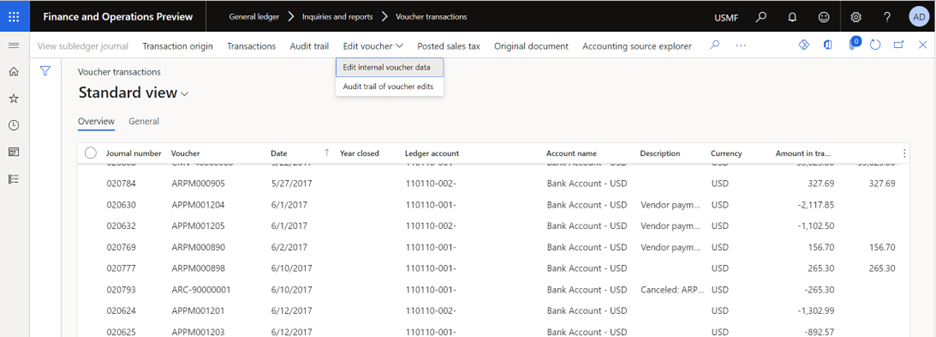 Finance and Operations Preview General ledger Inquiries and reports Voucher transactions USMF ? AD
View subledger journal Transaction origin Transactions Audit trail Edit voucher Posted sales tax Original document Accounting source explorer ... 0
Edit internal voucher data
Audit trail of voucher edits
Voucher transactions
Standard view
Overview General
Journal number Voucher Date Year closed Ledger account Account name Description Currency Amount in tra...
020784 ARPM000905 5/27/2017 110110-002- Bank Account - USD USD 327.69 327.69
020630 APPM001204 6/1/2017 110110-001- Bank Account - USD Vendor paym... USD -2,117.85
020632 APPM001205 6/1/2017 110110-001- Bank Account - USD Vendor paym... USD -1,102.50
020769 ARPM000890 6/2/2017 110110-001- Bank Account - USD Vendor paym... USD 156.70 156.70
020777 ARPM000898 6/10/2017 110110-001- Bank Account - USD USD 265.30 265.30
020793 ARC-90000001 6/10/2017 110110-001- Bank Account - USD Canceled: ARP... USD -265.30
020624 APPM001201 6/12/2017 110110-002- Bank Account - USD USD -1,302.99
020625 APPM001203 6/12/2017 110110-001- Bank Account - USD USD -892.57